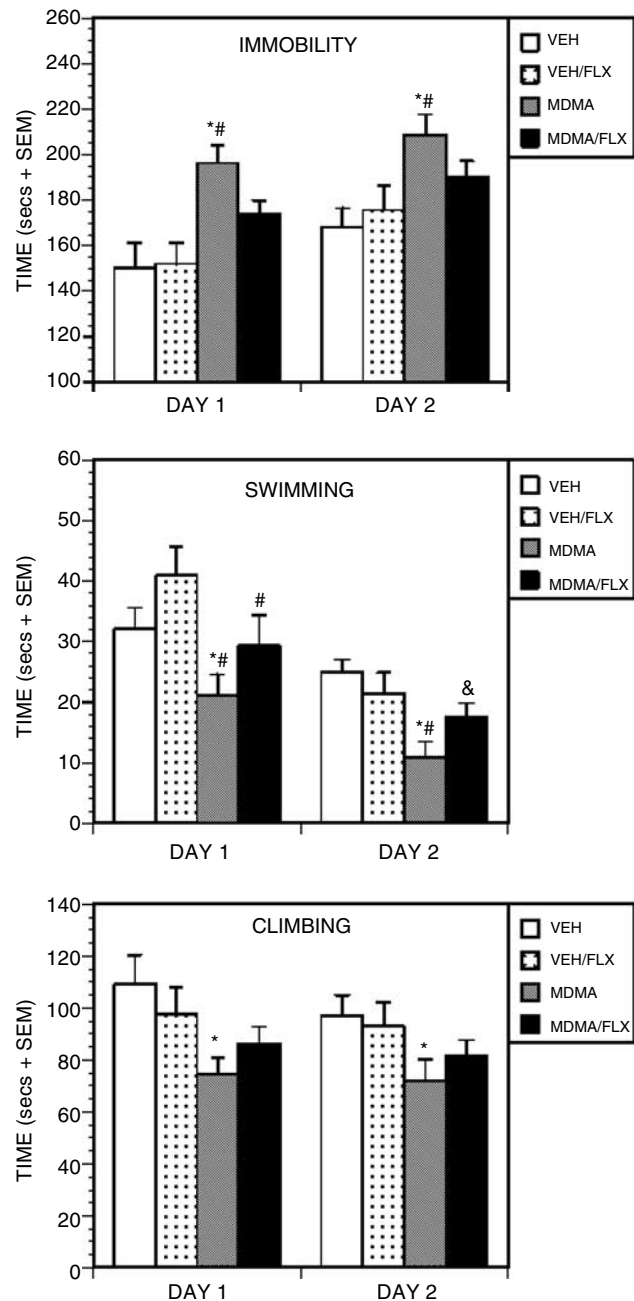 IMMOBILITY
TIME (secs + SEM)
260
240
220
200
180
160
140
120
100
*#
*#
DAY 1
DAY 2
VEH
VEH/FLX
MDMA
MDMA/FLX
SWIMMING
TIME (secs + SEM)
60
50
40
30
20
10
0
*#
#
*#
&
DAY 1
DAY 2
VEH
VEH/FLX
MDMA
MDMA/FLX
CLIMBING
TIME (secs + SEM)
140
120
100
80
60
40
20
0
*
*
DAY 1
DAY 2
VEH
VEH/FLX
MDMA
MDMA/FLX